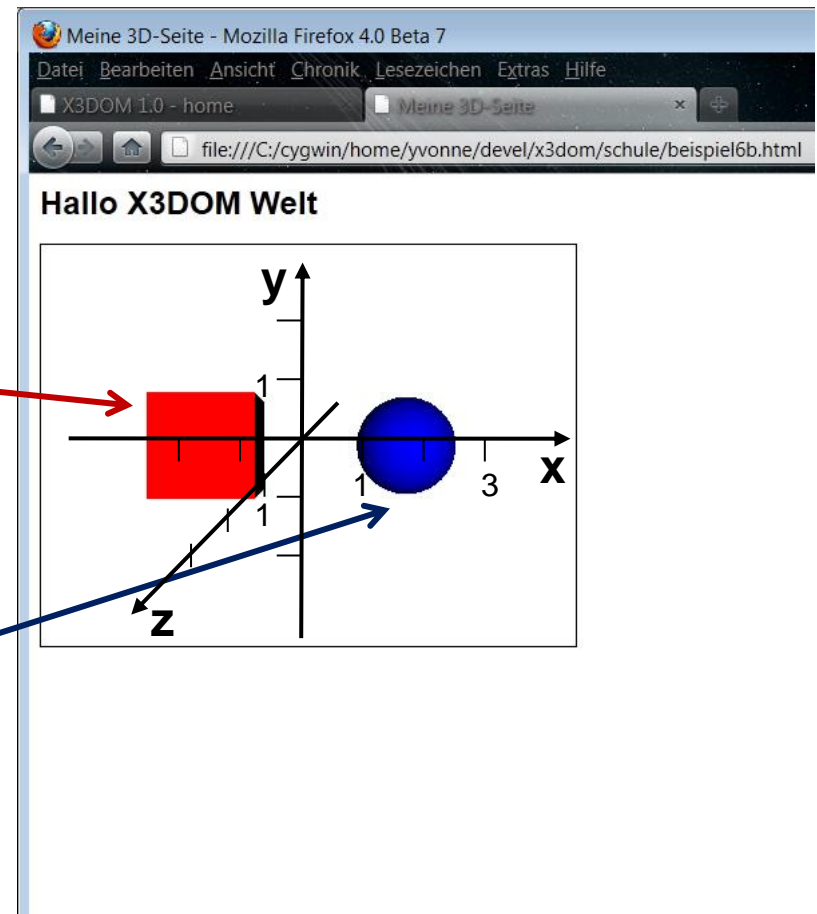 Meine 3D-Seite - Mozilla Firefox 4.0 Beta 7
Datei Bearbeiten Ansicht Chronik Lesezeichen Extras Hilfe
X3DOM 1.0 - home Meine 3D-Seite
file:///C:/cygwin/home/yvonne/devel/x3dom/schule/beispiel6b.html
Hallo X3DOM Welt
y
1
x
1 3
1
z